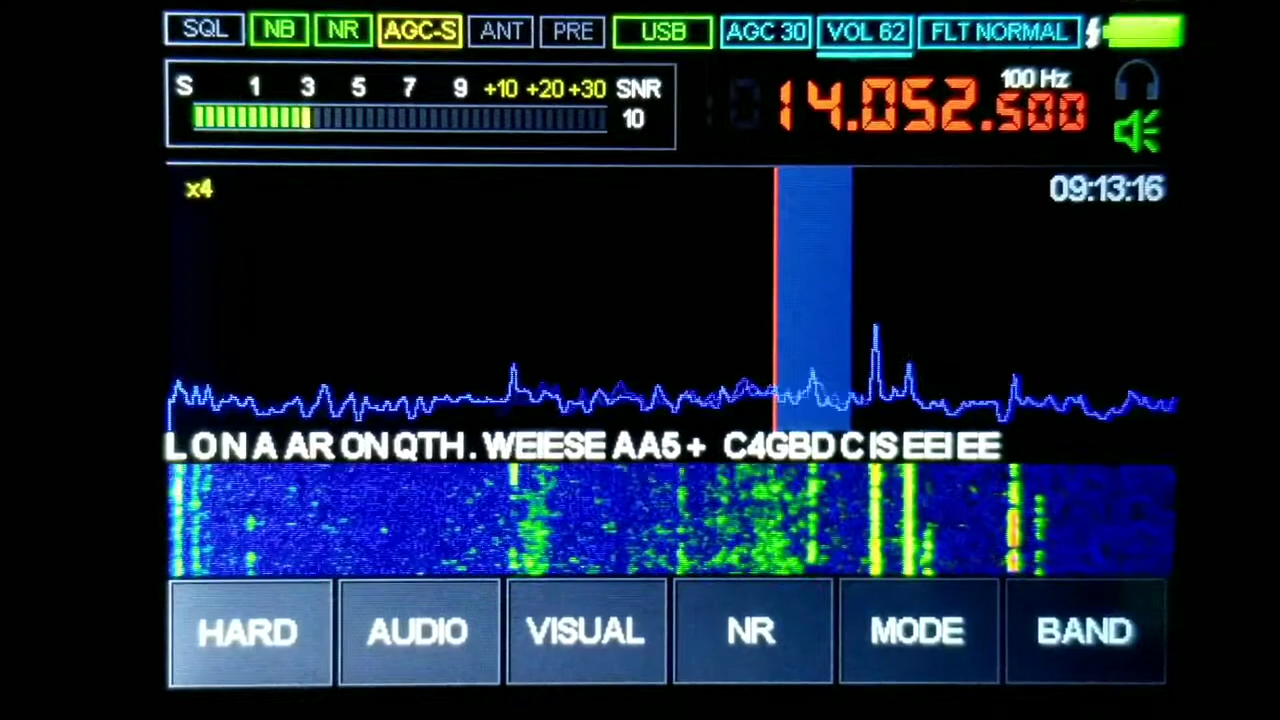 SQL NB NR AGC-S ANT PRE USB AGC 30 VOL 62 FLT NORMAL
S 1 3 5 7 9 +10 +20 +30 SNR
10
100 Hz
14.052.500
x4
09:13:16
L O N A AR ON QTH . WEIESE AA5 + C4GBD C IS EEIEE
HARD AUDIO VISUAL NR MODE BAND